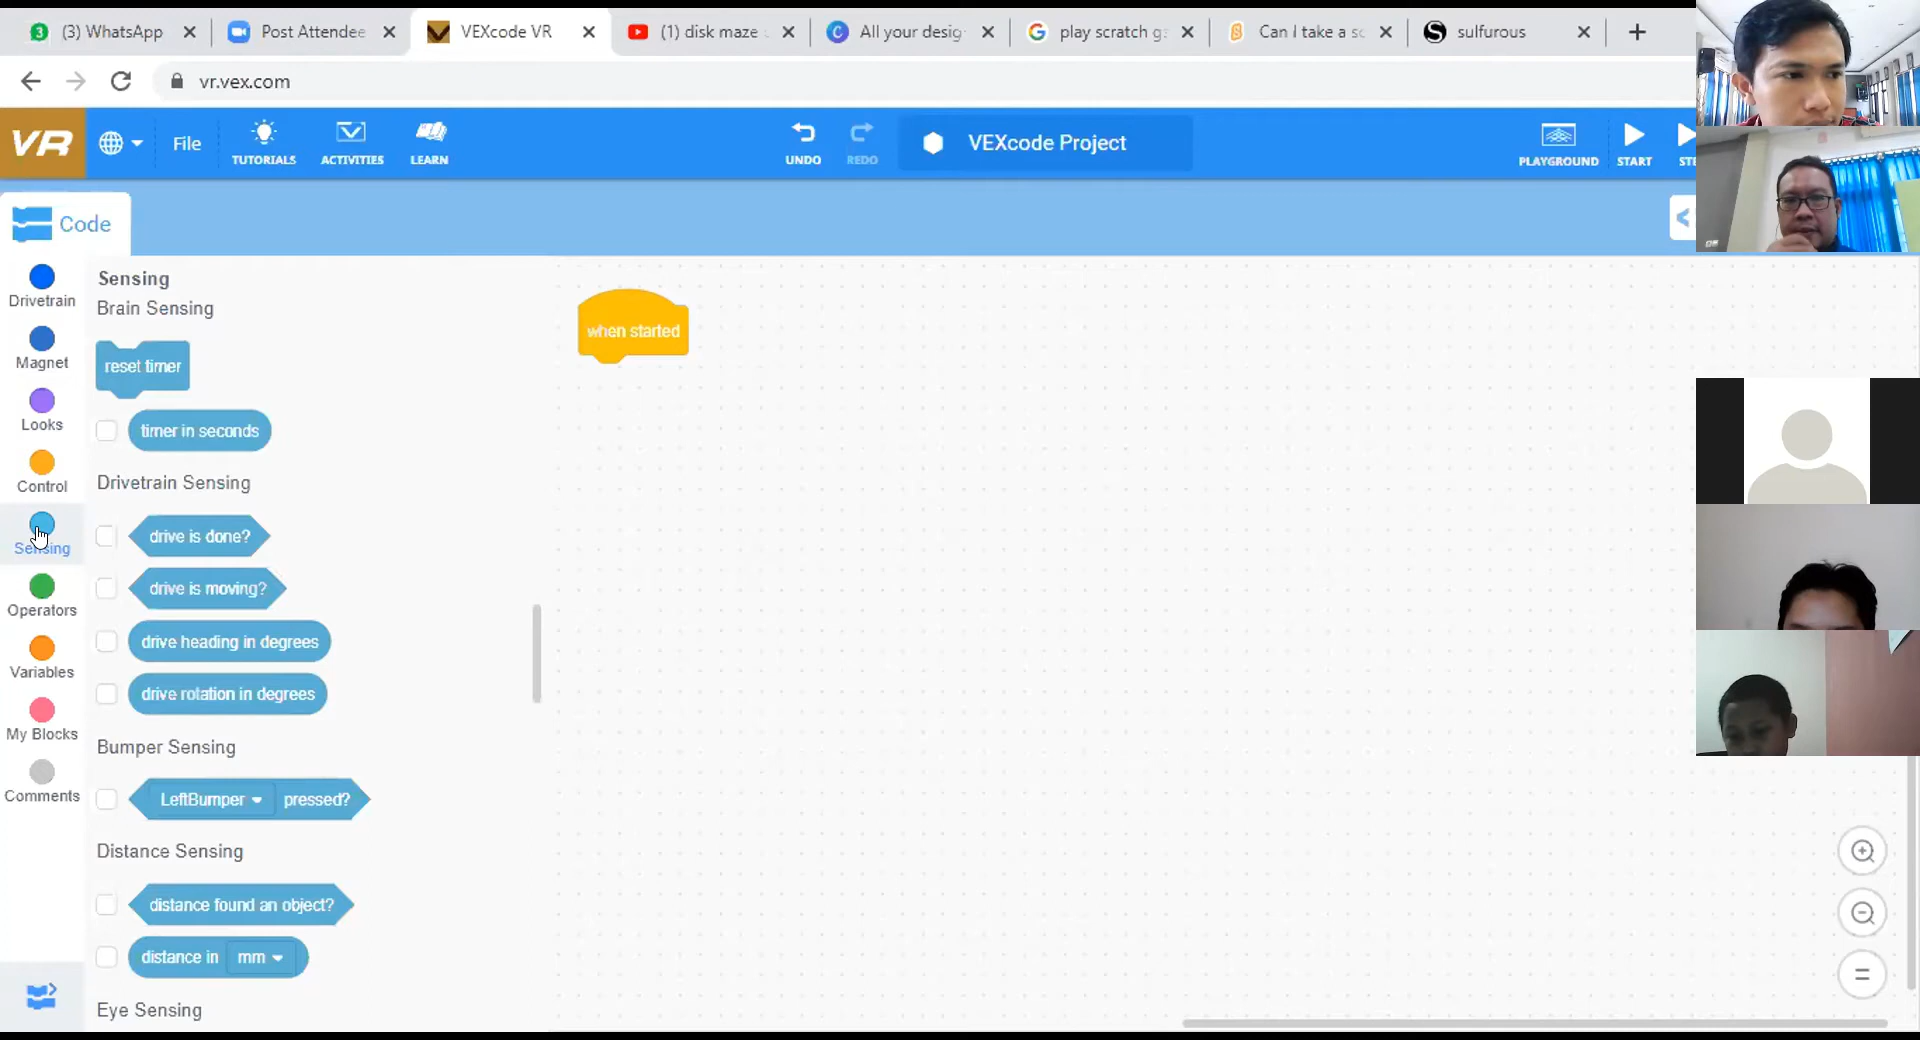 (3) WhatsApp
Post Attendee
VEXcode VR
(1) disk maze
All your desig
play scratch g
Can I take a sc
sulfurous
vr.vex.com
VR
File
TUTORIALS
ACTIVITIES
LEARN
UNDO
REDO
VEXcode Project
PLAYGROUND
START
STE
Code
Drivetrain
Magnet
Looks
Control
Sensing
Operators
Variables
My Blocks
Comments
Sensing
Brain Sensing
reset timer
timer in seconds
Drivetrain Sensing
drive is done?
drive is moving?
drive heading in degrees
drive rotation in degrees
Bumper Sensing
LeftBumper pressed?
Distance Sensing
distance found an object?
distance in mm
Eye Sensing
when started